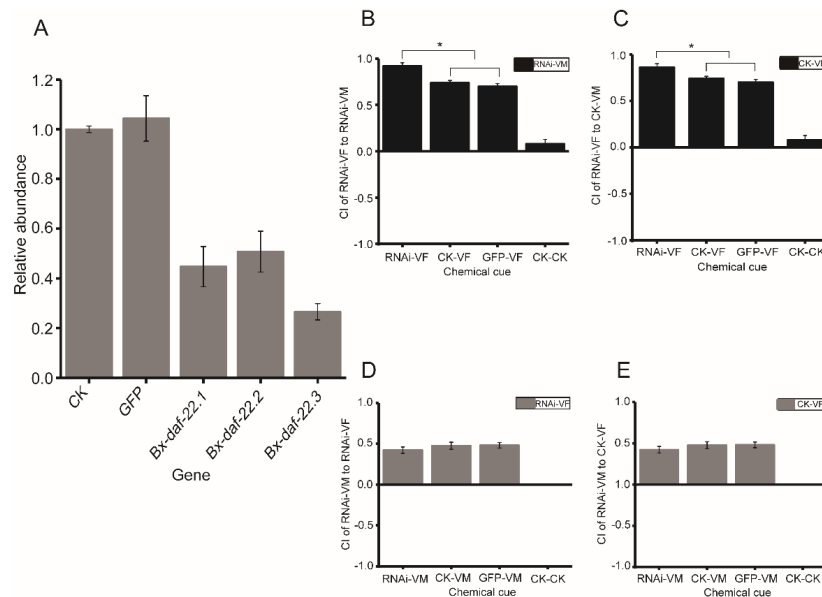 A
1.2
1.0
0.8
0.6
0.4
0.2
0.0
Relative abundance
CK
GFP
Bx-daf-22.1
Bx-daf-22.2
Bx-daf-22.3
Gene
B
RNAi-VM
*
1.0
0.5
0.0
-0.5
-1.0
CI of RNAi-VF to RNAi-VM
RNAi-VF CK-VF GFP-VF CK-CK
Chemical cue
C
*
1.0
0.5
0.0
-0.5
-1.0
CI of RNAi-VF to CK-VM
RNAi-VF CK-VF GFP-VF CK-CK
Chemical cue
D
RNAi-VF
1.0
0.5
0.0
-0.5
-1.0
CI of RNAi-VM to RNAi-VF
RNAi-VM CK-VM GFP-VM CK-CK
Chemical cue
E
CK-VF
1.0
0.5
0.0
-0.5
-1.0
CI of RNAi-VM to CK-VF
RNAi-VM CK-VM GFP-VM CK-CK
Chemical cue